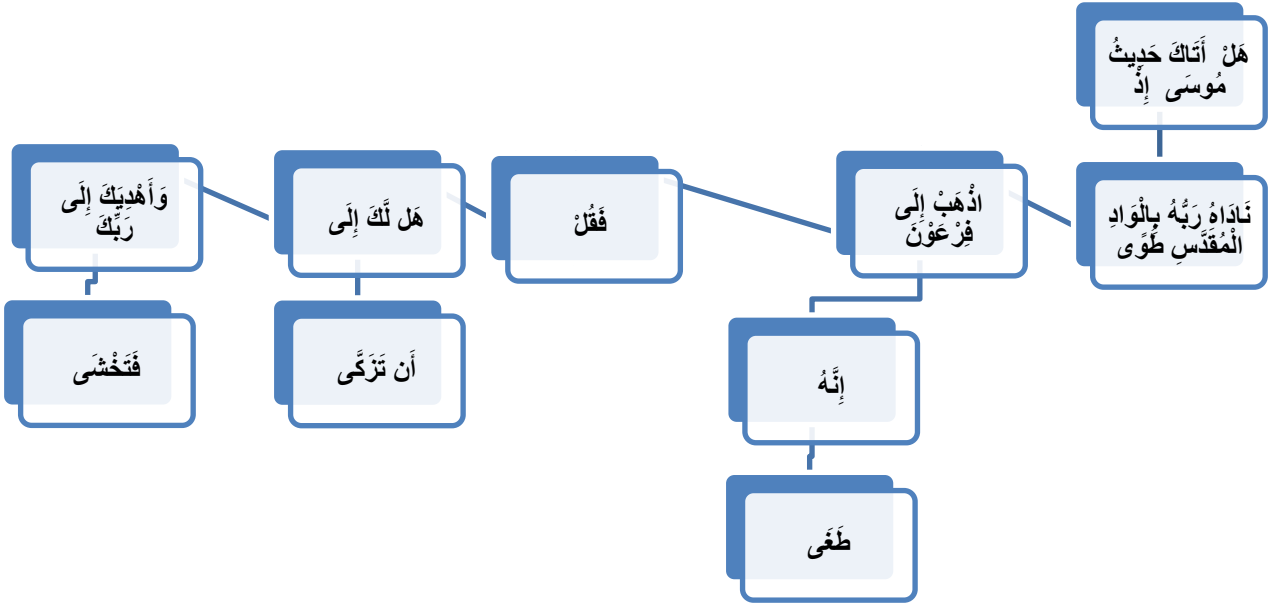 هَلْ أَتَاكَ حَدِيثُ
مُوسَى إِذْ
نَادَاهُ رَبُّهُ بِالْوَادِ
الْمُقَدَّسِ طُوًى
اذْهَبْ إِلَى
فِرْعَوْنَ
إِنَّهُ
طَغَى
فَقُلْ
هَل لَّكَ إِلَى
أَن تَزَكَّى
وَأَهْدِيَكَ إِلَى
رَبِّكَ
فَتَخْشَى